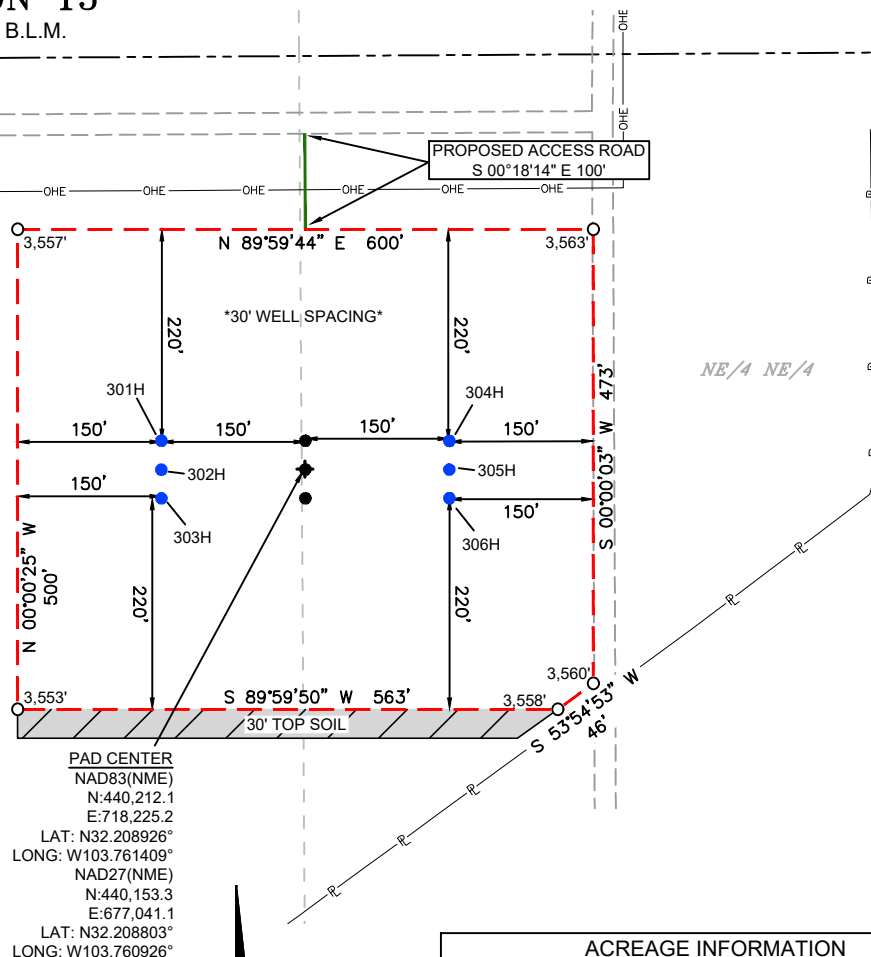 ON 15
B.L.M.
OHE
OHE
PROPOSED ACCESS ROAD
S 00°18'14" E 100'
OHE OHE OHE OHE OHE OHE
3,557'
N 89°59'44" E 600'
3,563'
*30' WELL SPACING*
220'
220'
NE/4 NE/4
301H
304H
150' 150' 150' 150'
302H
305H
150'
150'
303H
306H
S 00°00'03" W 473'
N 00°00'25" W
500'
220'
220'
3,560'
3,553'
S 89°59'50" W 563'
3,558'
30' TOP SOIL
S 53°54'53" W
46'
PAD CENTER
NAD83(NME)
N:440,212.1
E:718,225.2
LAT: N32.208926°
LONG: W103.761409°
NAD27(NME)
N:440,153.3
E:677,041.1
LAT: N32.208803°
LONG: W103.760926°
ACREAGE INFORMATION